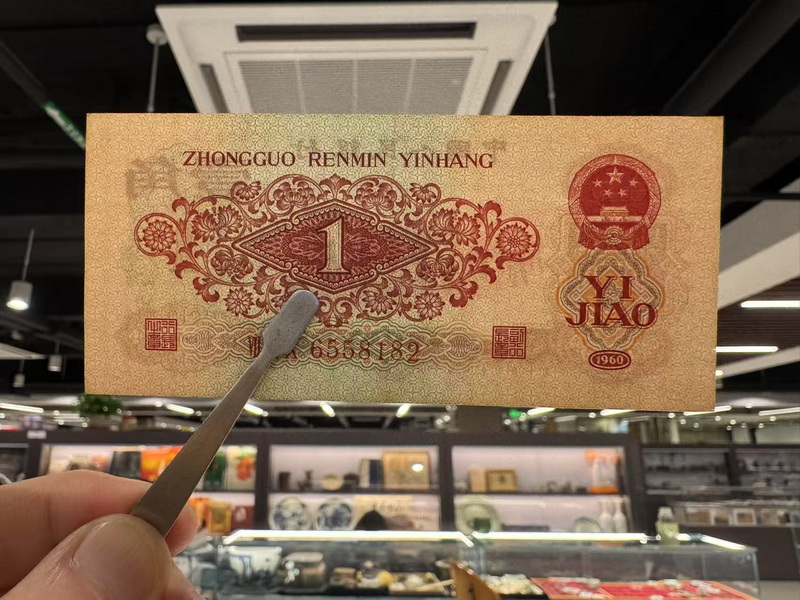 ZHONGGUO RENMIN YINHANG
1
YI
JIAO
6558182
1960